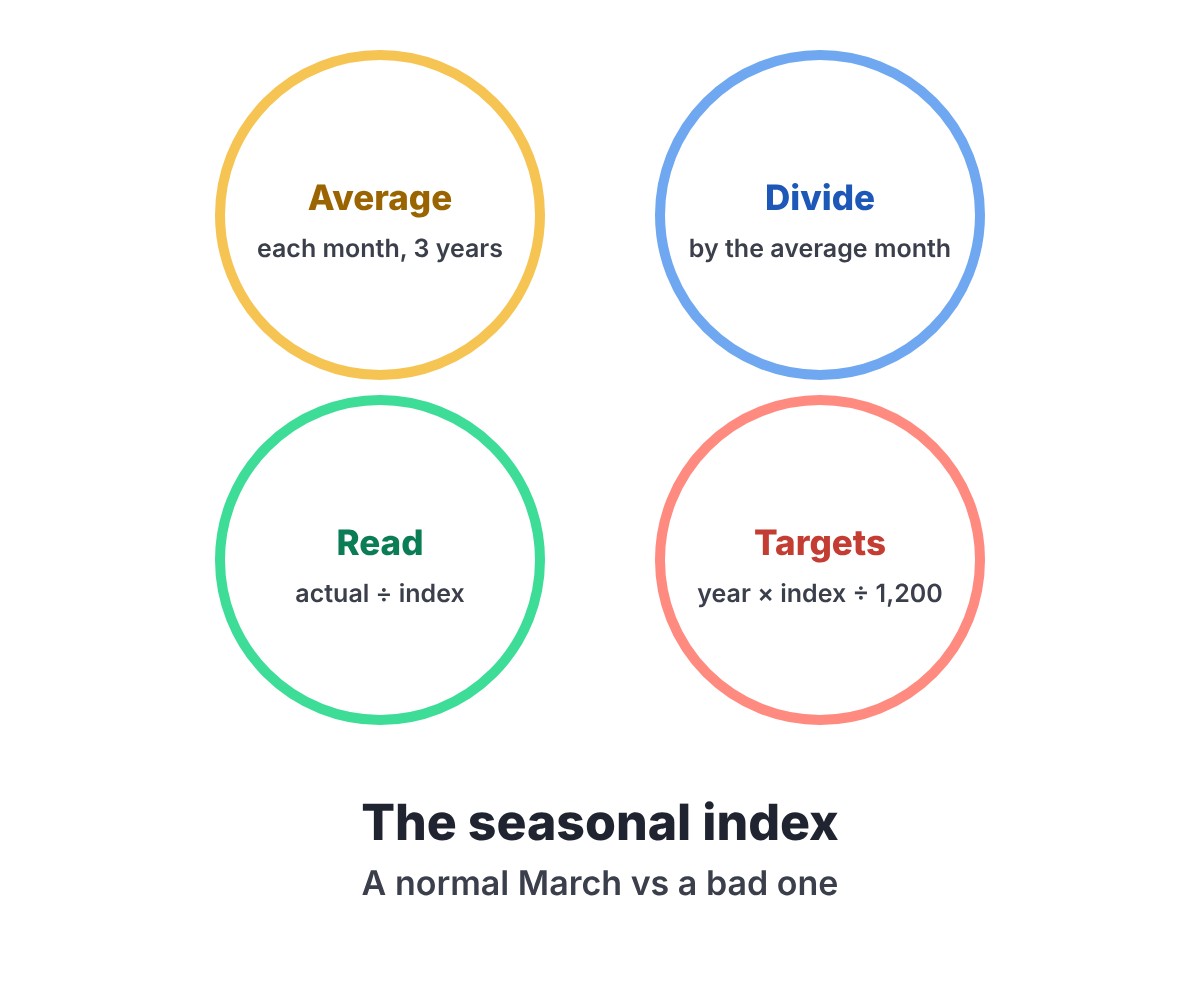 Average
each month, 3 years
Divide
by the average month
Read
actual ÷ index
Targets
year × index ÷ 1,200
The seasonal index
A normal March vs a bad one